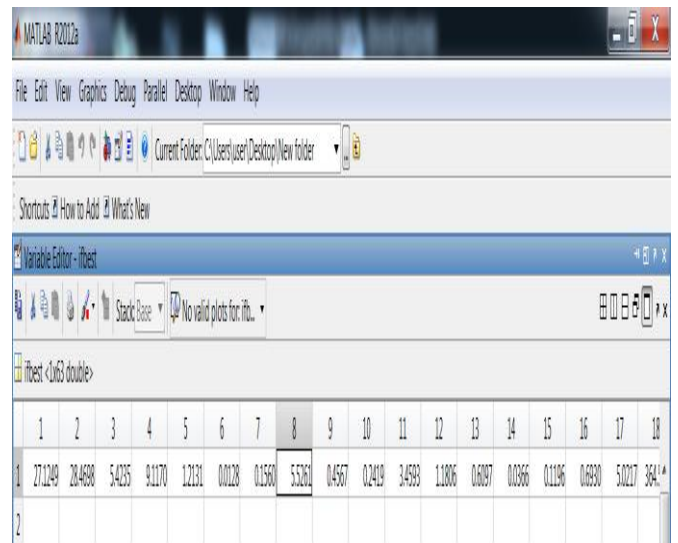 MATLAB R2012a
File Edit View Graphics Debug Parallel Desktop Window Help
Current Folder: C:\Users\user\Desktop\New folder
Shortcuts How to Add What's New
Variable Editor - ifbest
Stack: Base No valid plots for: ifb...
ifbest <1x63 double>
1 2 3 4 5 6 7 8 9 10 11 12 13 14 15 16 17 18
1 27.1249 28.4698 5.4235 9.1170 1.2131 0.0128 0.1560 5.5261 0.4567 0.2419 3.4593 1.1806 0.6097 0.0366 0.1196 0.6930 5.0217 364.
2